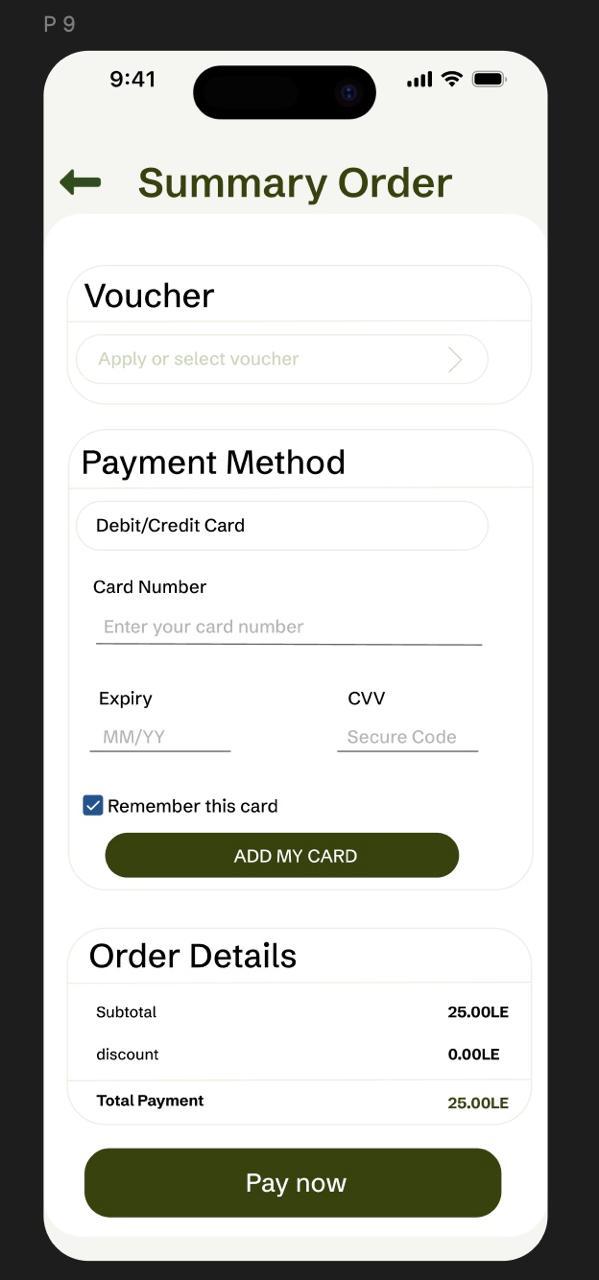 P 9
9:41
Summary Order
Voucher
Apply or select voucher
Payment Method
Debit/Credit Card
Card Number
Enter your card number
Expiry CVV
MM/YY Secure Code
Remember this card
ADD MY CARD
Order Details
Subtotal 25.00LE
discount 0.00LE
Total Payment 25.00LE
Pay now